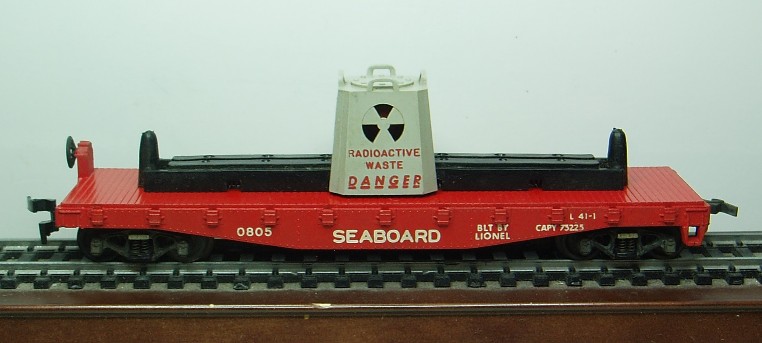 RADIOACTIVE
WASTE
DANGER
0805
SEABOARD
BLT BY
LIONEL
L 41-1
CAPY 75225